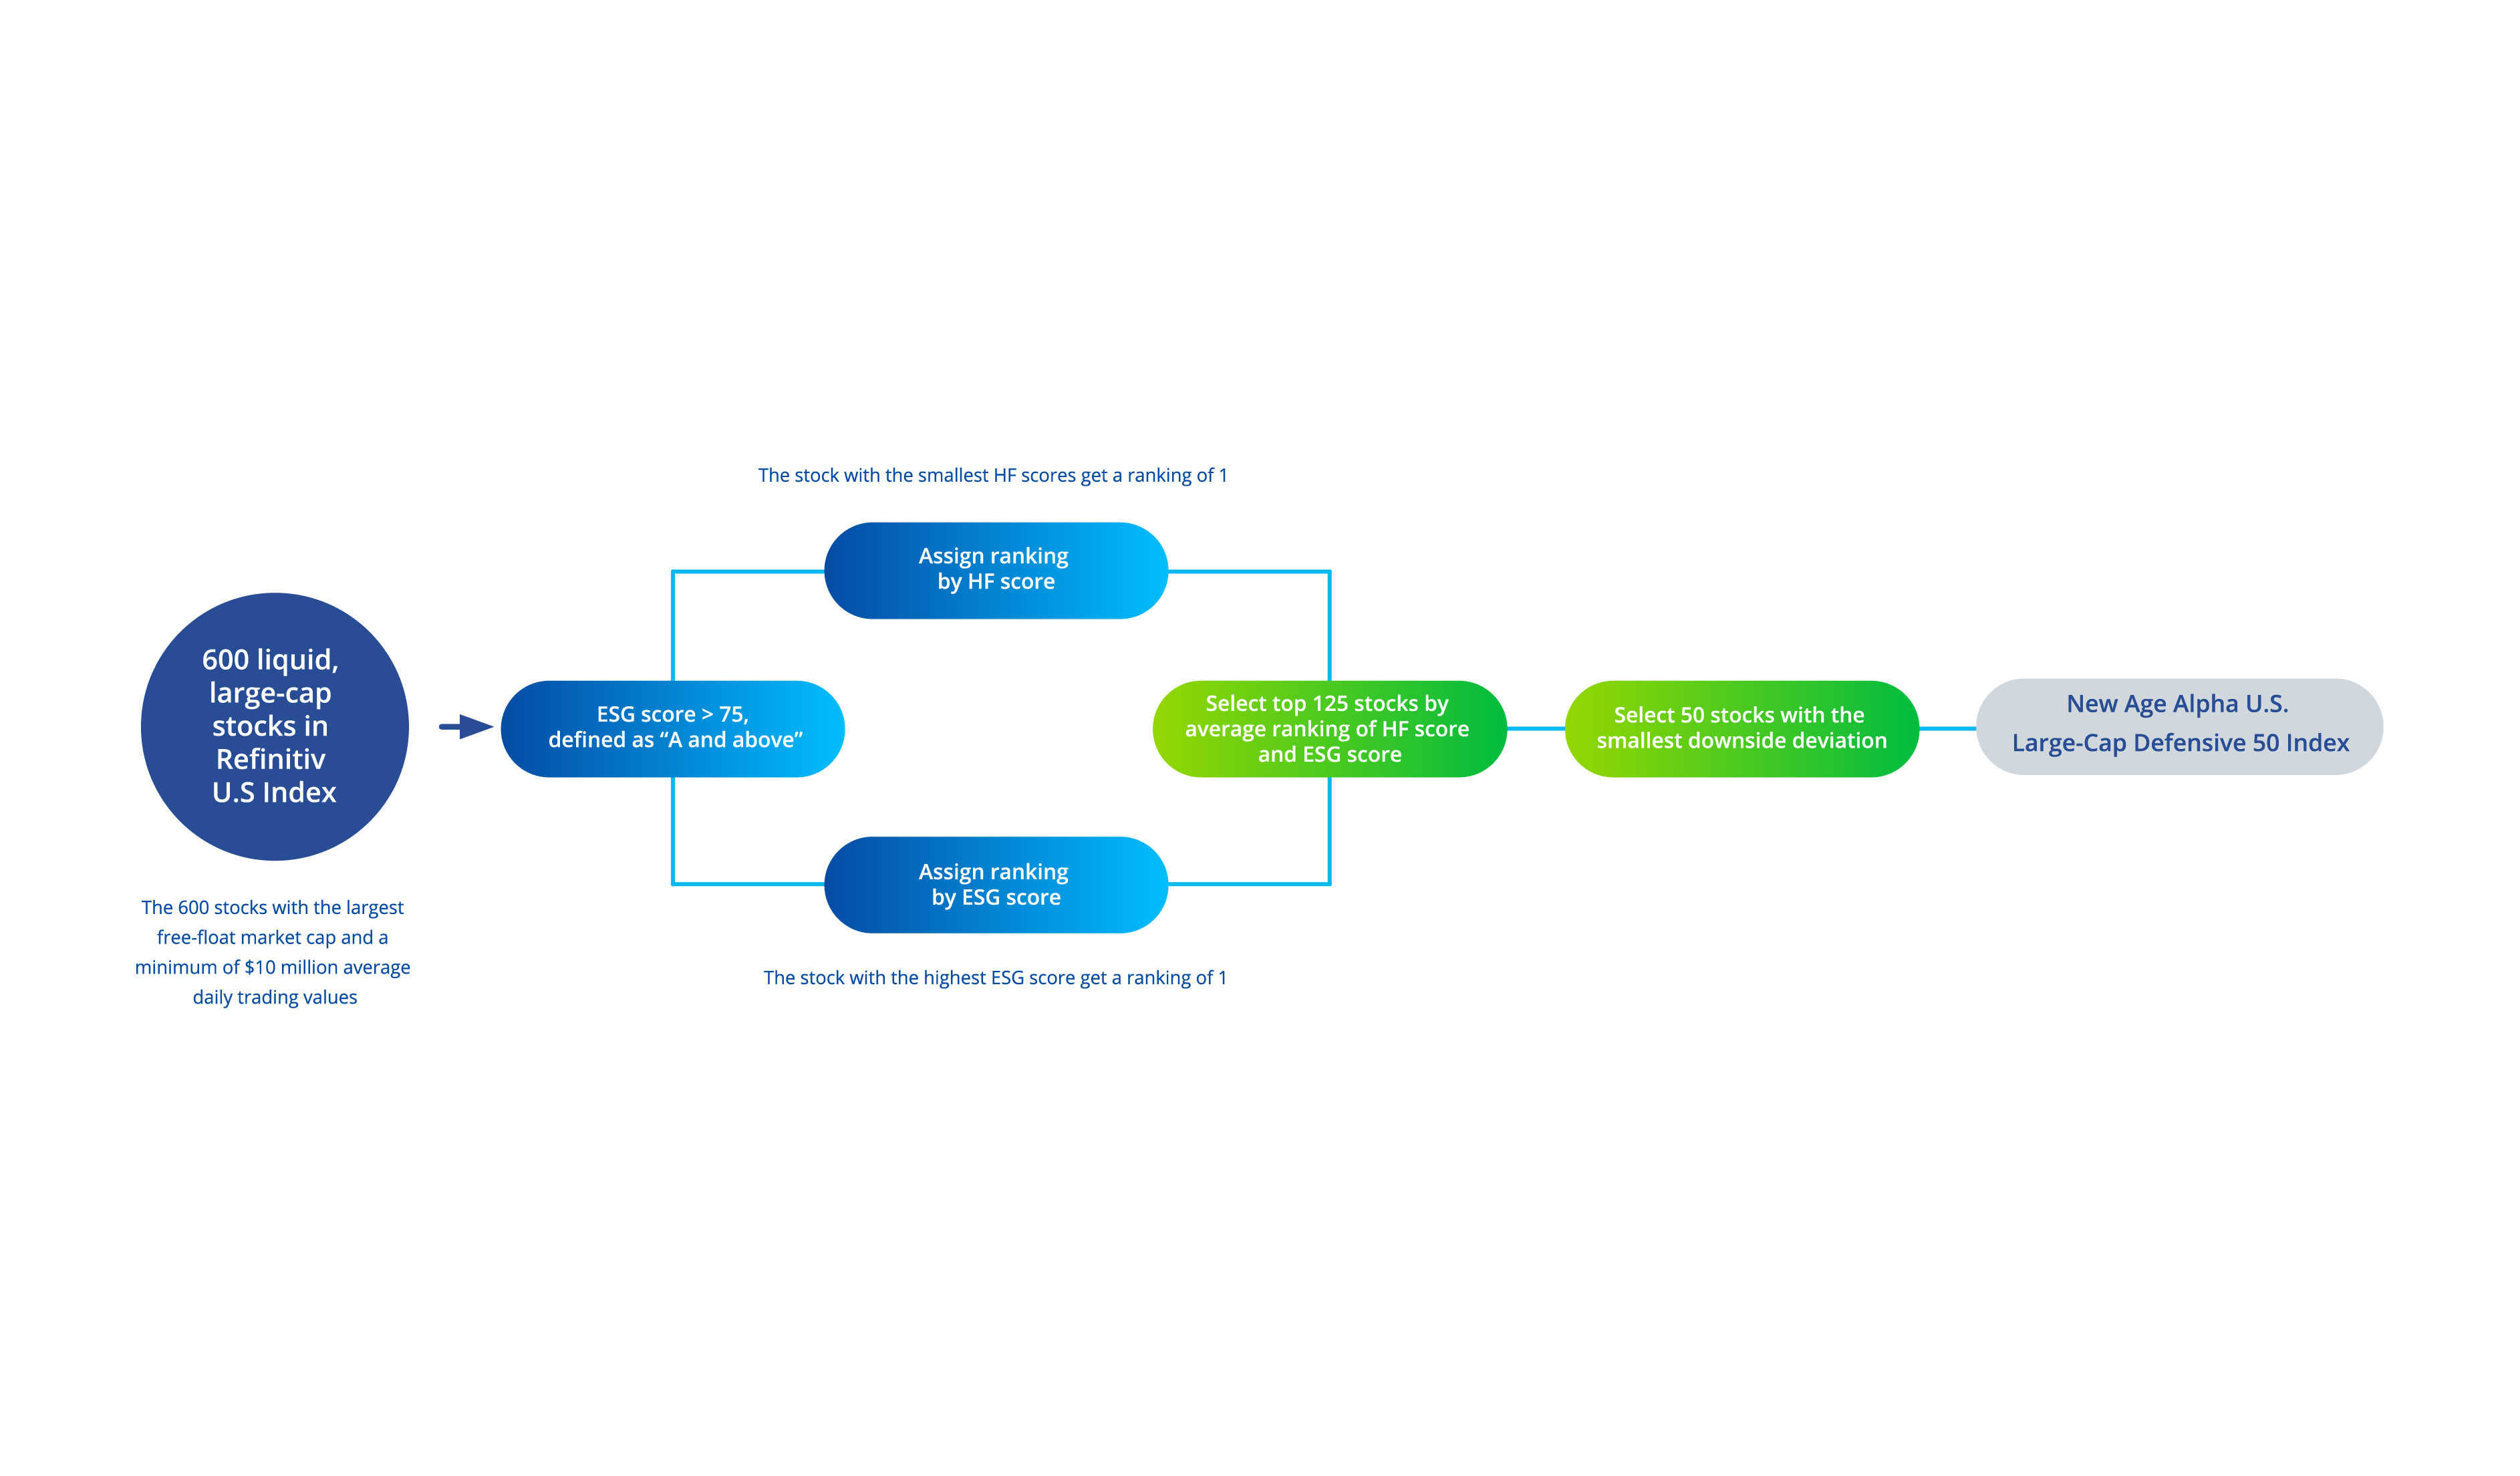 The stock with the smallest HF scores get a ranking of 1
Assign ranking
by HF score
600 liquid,
large-cap
stocks in
Refinitiv
U.S Index
The 600 stocks with the largest
free-float market cap and a
minimum of $10 million average
daily trading values
ESG score > 75,
defined as “A and above”
Assign ranking
by ESG score
The stock with the highest ESG score get a ranking of 1
Select top 125 stocks by
average ranking of HF score
and ESG score
Select 50 stocks with the
smallest downside deviation
New Age Alpha U.S.
Large-Cap Defensive 50 Index